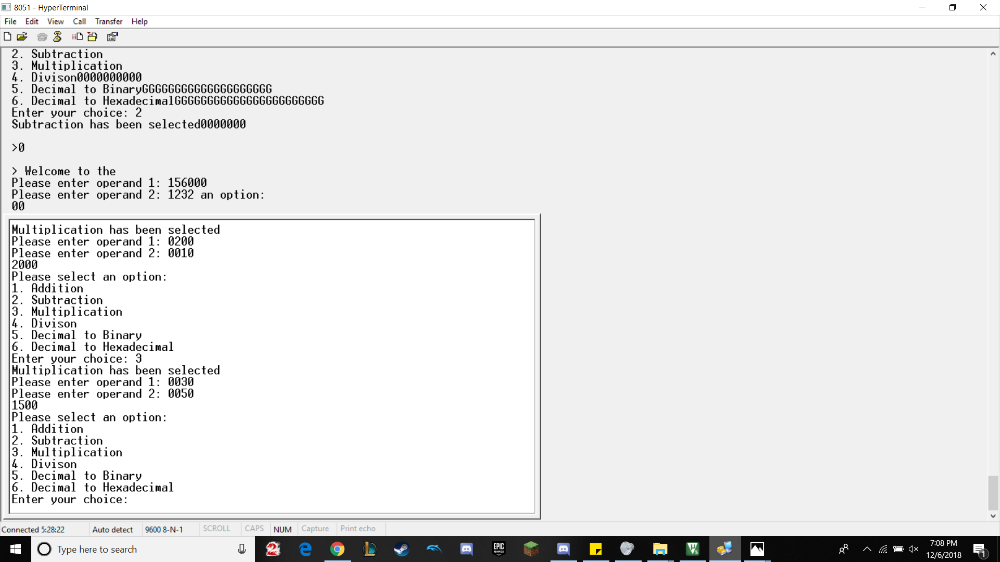 8051 - HyperTerminal
File Edit View Call Transfer Help
2. Subtraction
3. Multiplication
4. Divison0000000000
5. Decimal to BinaryGGGGGGGGGGGGGGGGGGGG
6. Decimal to HexadecimalGGGGGGGGGGGGGGGGGGGGGGG
Enter your choice: 2
Subtraction has been selected0000000
>0
> Welcome to the
Please enter operand 1: 156000
Please enter operand 2: 1232 an option:
00
Multiplication has been selected
Please enter operand 1: 0200
Please enter operand 2: 0010
2000
Please select an option:
1. Addition
2. Subtraction
3. Multiplication
4. Divison
5. Decimal to Binary
6. Decimal to Hexadecimal
Enter your choice: 3
Multiplication has been selected
Please enter operand 1: 0030
Please enter operand 2: 0050
1500
Please select an option:
1. Addition
2. Subtraction
3. Multiplication
4. Divison
5. Decimal to Binary
6. Decimal to Hexadecimal
Enter your choice:
Connected 5:28:22 Auto detect 9600 8-N-1 SCROLL CAPS NUM Capture Print echo
Type here to search
EPIC GAMES
7:08 PM
12/6/2018
1